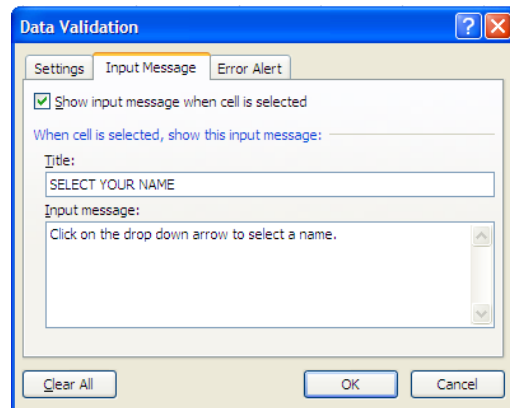 Data Validation
Settings Input Message Error Alert
Show input message when cell is selected
When cell is selected, show this input message:
Title:
SELECT YOUR NAME
Input message:
Click on the drop down arrow to select a name.
Clear All OK Cancel